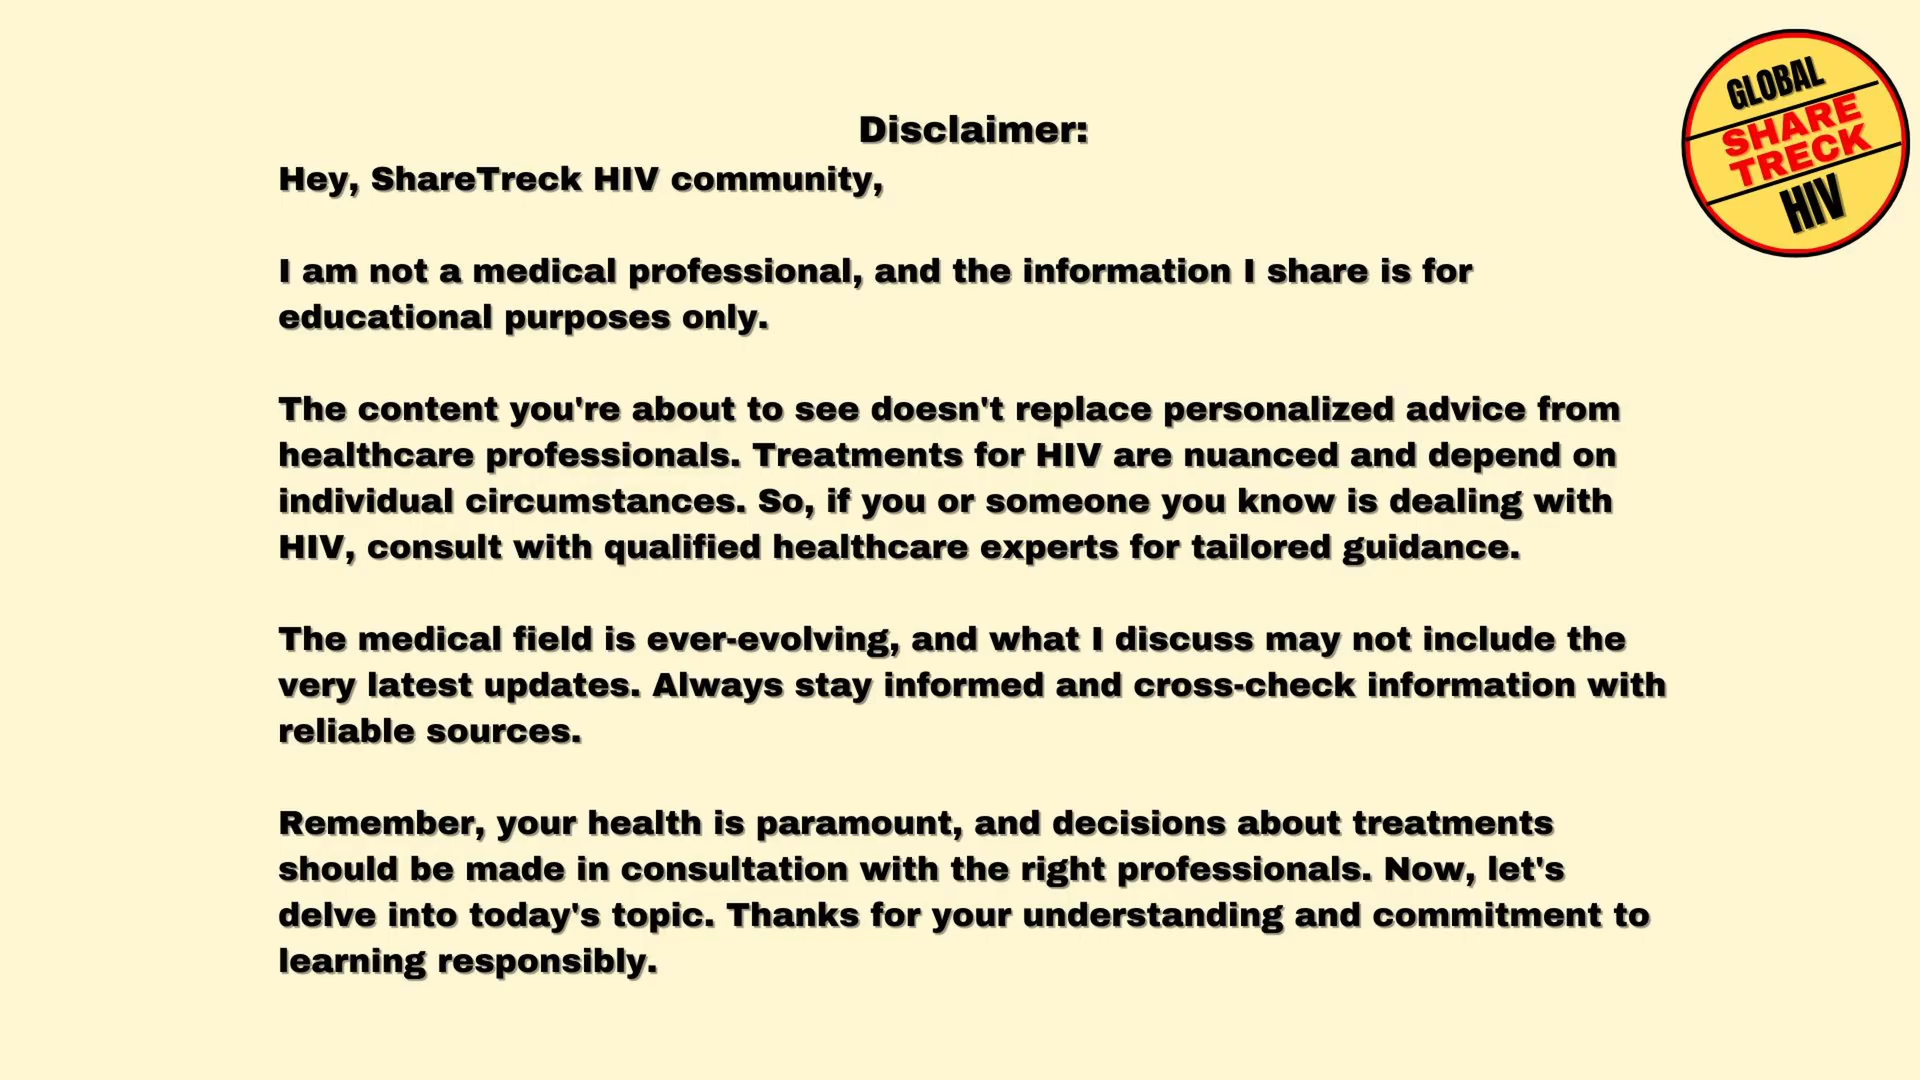 GLOBAL
SHARE
TRECK
HIV
Disclaimer:
Hey, ShareTreck HIV community,
I am not a medical professional, and the information I share is for
educational purposes only.
The content you're about to see doesn't replace personalized advice from
healthcare professionals. Treatments for HIV are nuanced and depend on
individual circumstances. So, if you or someone you know is dealing with
HIV, consult with qualified healthcare experts for tailored guidance.
The medical field is ever-evolving, and what I discuss may not include the
very latest updates. Always stay informed and cross-check information with
reliable sources.
Remember, your health is paramount, and decisions about treatments
should be made in consultation with the right professionals. Now, let's
delve into today's topic. Thanks for your understanding and commitment to
learning responsibly.